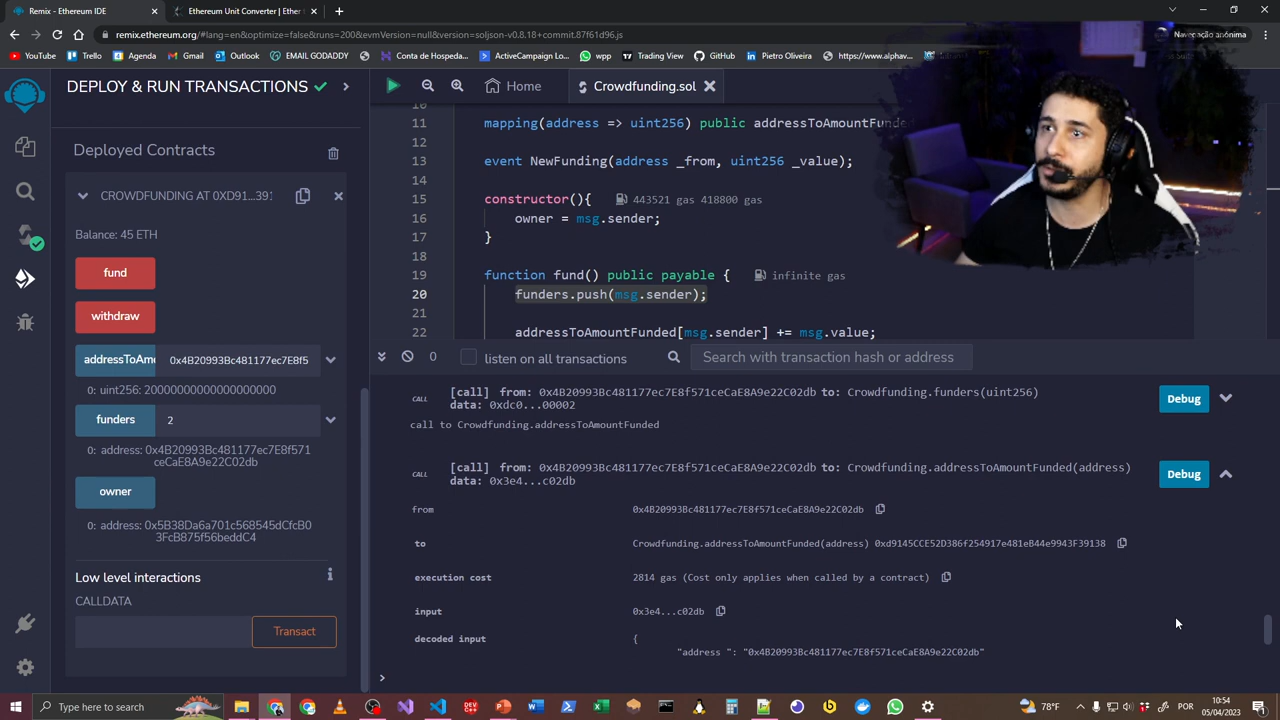 Remix - Ethereum IDE
Ethereum Unit Converter | Ether
remix.ethereum.org/#lang=en&optimize=false&runs=200&evmVersion=null&version=soljson-v0.8.18+commit.87f61d96.js
Navegação anônima
YouTube
Trello
Gmail
Outlook
EMAIL GODADDY
Conta de Hospeda...
ActiveCampaign Lo...
wpp
Trading View
GitHub
Pietro Oliveira
https://www.alphav...
DEPLOY & RUN TRANSACTIONS
Home
Crowdfunding.sol
Deployed Contracts
CROWDFUNDING AT 0XD91...391
Balance: 45 ETH
fund
withdraw
addressToAmo
0x4B20993Bc481177ec7E8f5
0: uint256: 20000000000000000000
funders
2
0: address: 0x4B20993Bc481177ec7E8f571
ceCaE8A9e22C02db
owner
0: address: 0x5B38Da6a701c568545dCfcB0
3FcB875f56beddC4
Low level interactions
CALLDATA
Transact
10
11 mapping(address => uint256) public addressToAmountFunde
12
13 event NewFunding(address _from, uint256 _value);
14
15 constructor(){ 443521 gas 418800 gas
16 owner = msg.sender;
17 }
18
19 function fund() public payable { infinite gas
20 funders.push(msg.sender);
21
22 addressToAmountFunded[msg.sender] += msg.value;
0
listen on all transactions
Search with transaction hash or address
CALL
[call] from: 0x4B20993Bc481177ec7E8f571ceCaE8A9e22C02db to: Crowdfunding.funders(uint256)
data: 0xdc0...00002
Debug
call to Crowdfunding.addressToAmountFunded
CALL
[call] from: 0x4B20993Bc481177ec7E8f571ceCaE8A9e22C02db to: Crowdfunding.addressToAmountFunded(address)
data: 0x3e4...c02db
Debug
from 0x4B20993Bc481177ec7E8f571ceCaE8A9e22C02db
to Crowdfunding.addressToAmountFunded(address) 0xd9145CCE52D386f254917e481eB44e9943F39138
execution cost 2814 gas (Cost only applies when called by a contract)
input 0x3e4...c02db
decoded input {
"address ": "0x4B20993Bc481177ec7E8f571ceCaE8A9e22C02db"
>
Type here to search
78°F
POR
10:54
05/04/2023